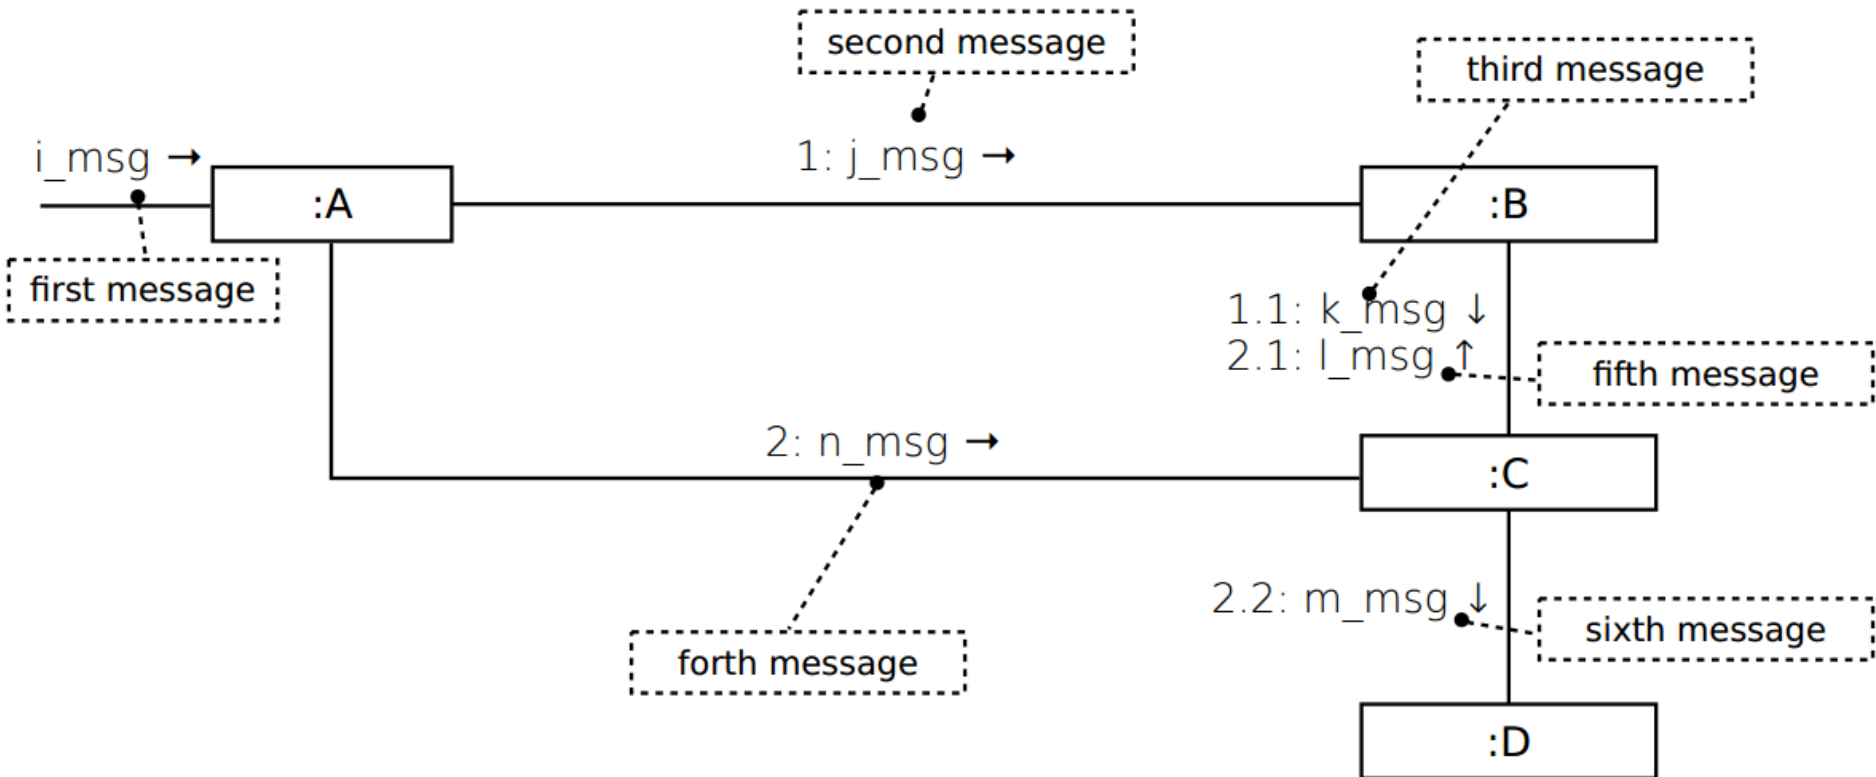 second message
third message
i_msg →
1: j_msg →
:A
:B
first message
1.1: k_msg ↓
2.1: l_msg ↑
fifth message
2: n_msg →
:C
2.2: m_msg ↓
sixth message
forth message
:D